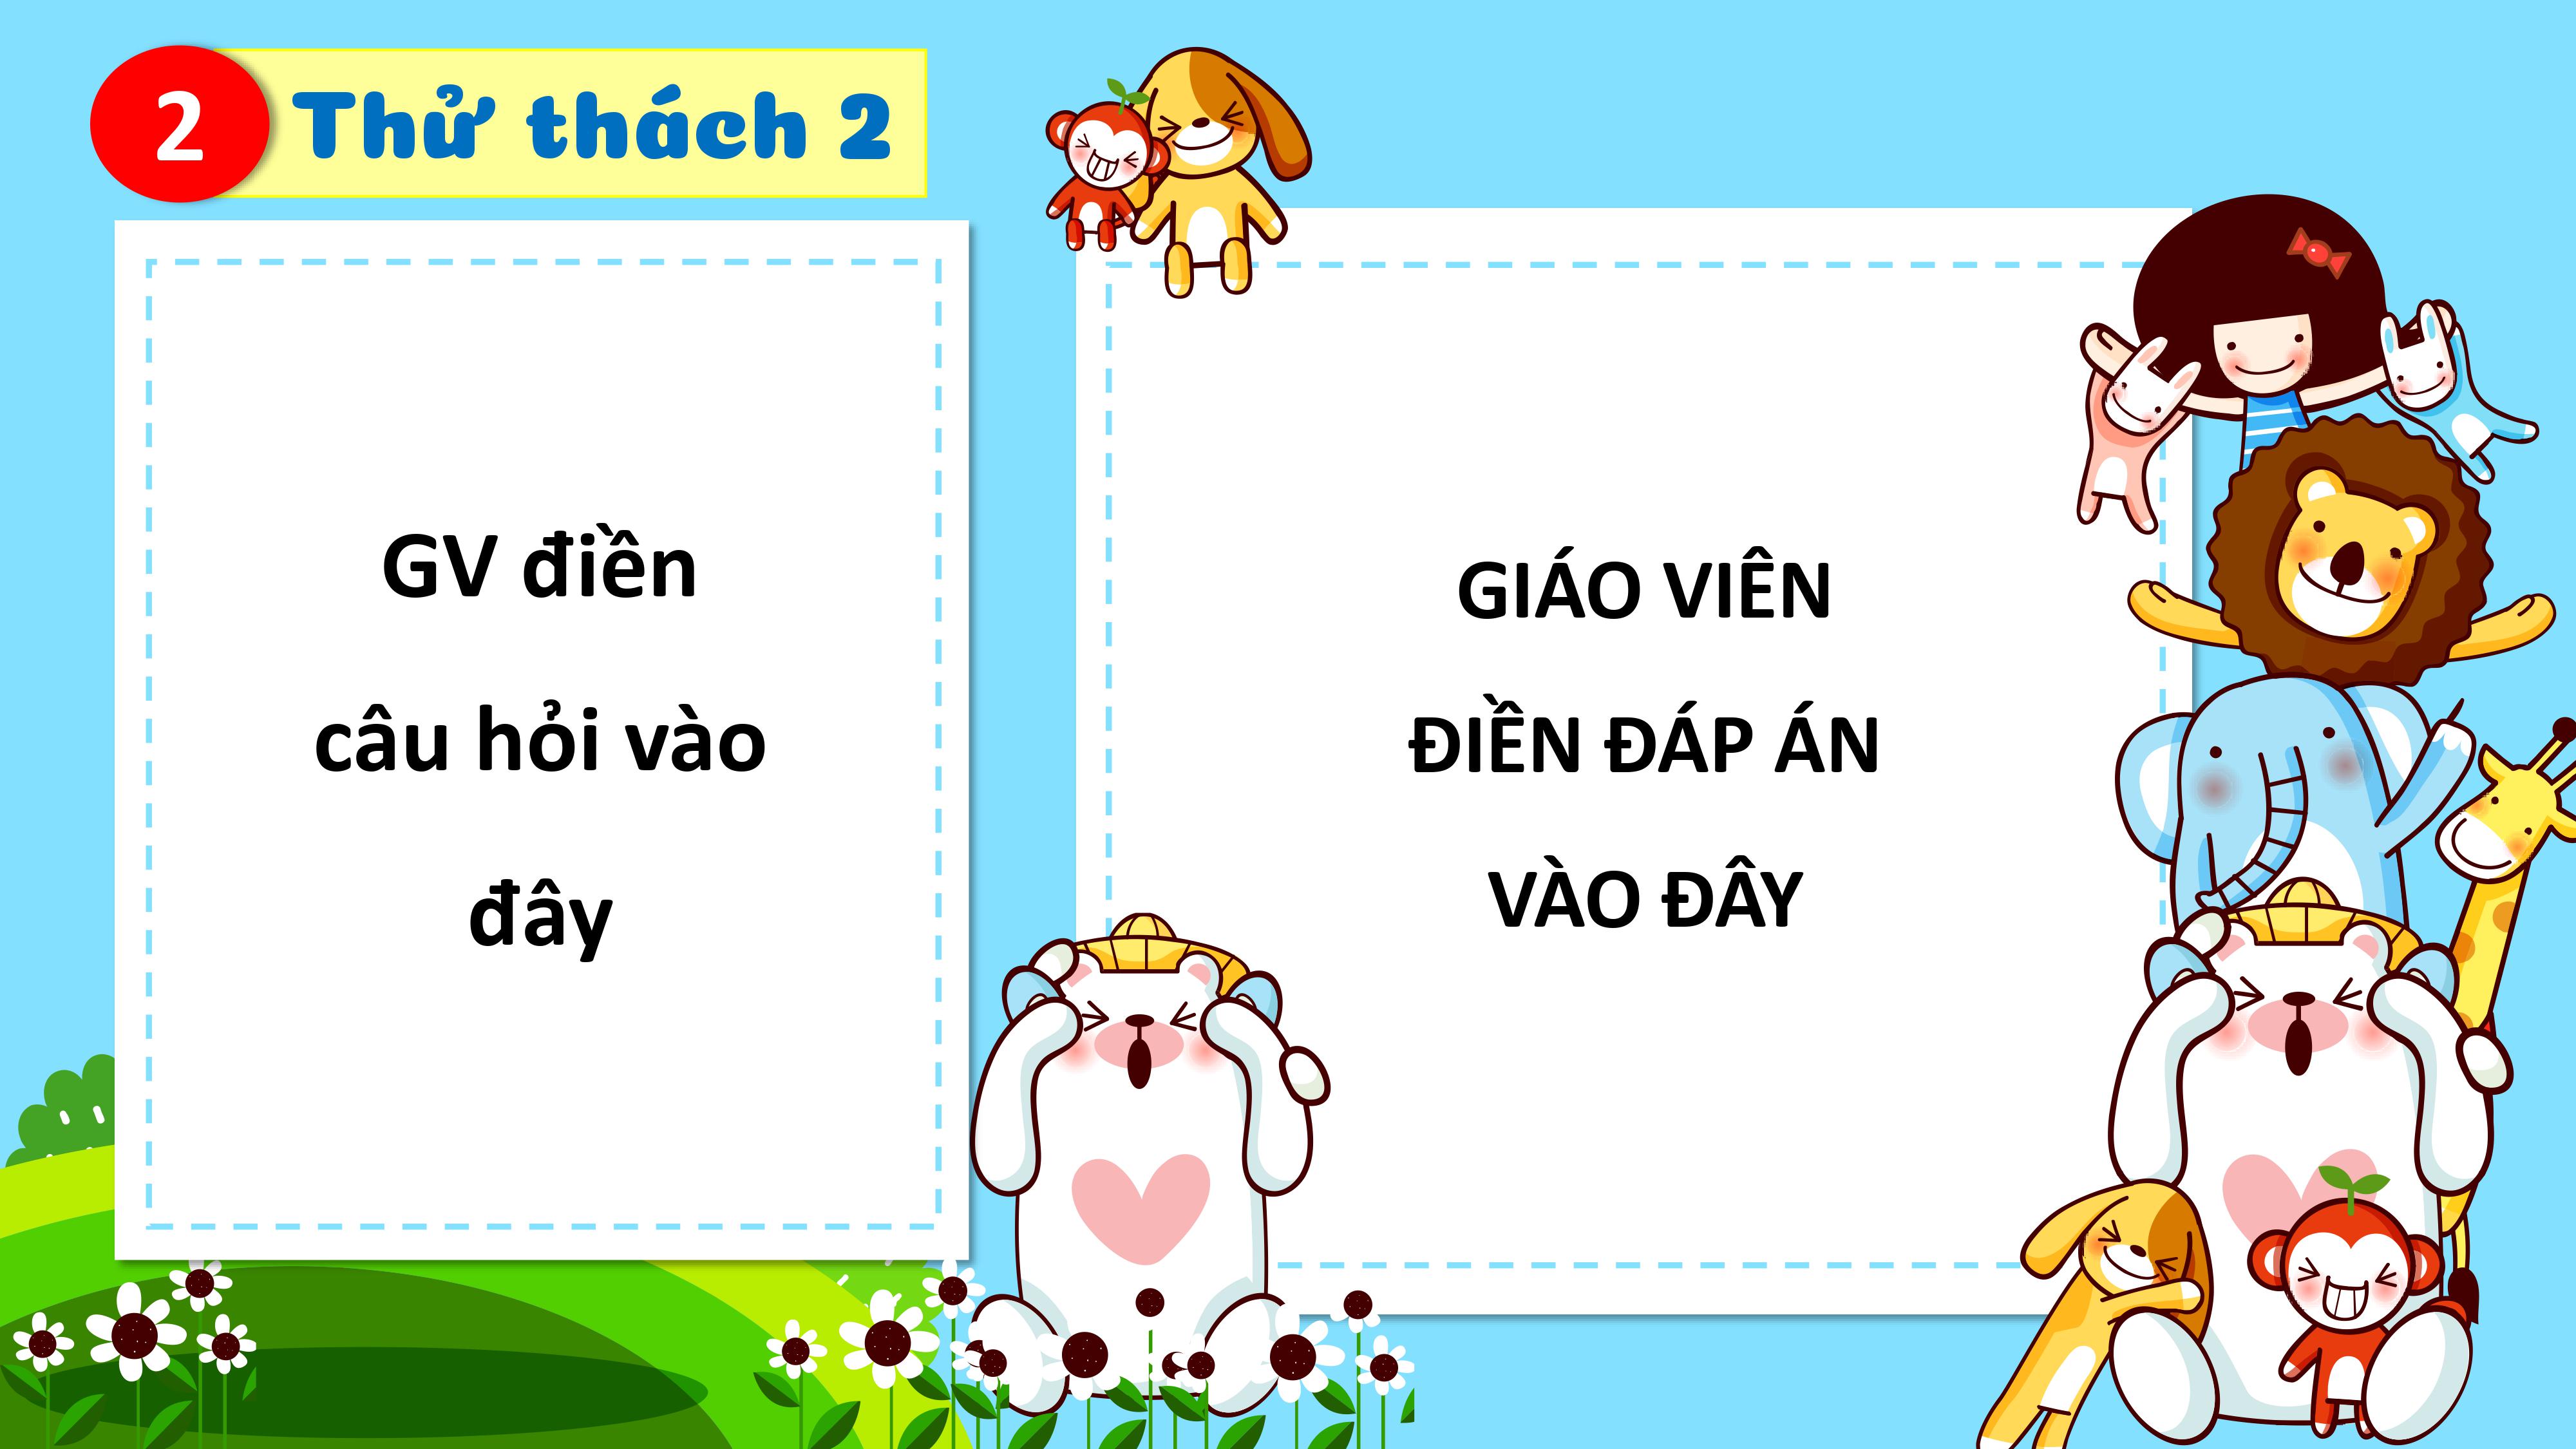 2
Thử thách 2
GV điền
câu hỏi vào
đây
GIÁO VIÊN
ĐIỀN ĐÁP ÁN
VÀO ĐÂY